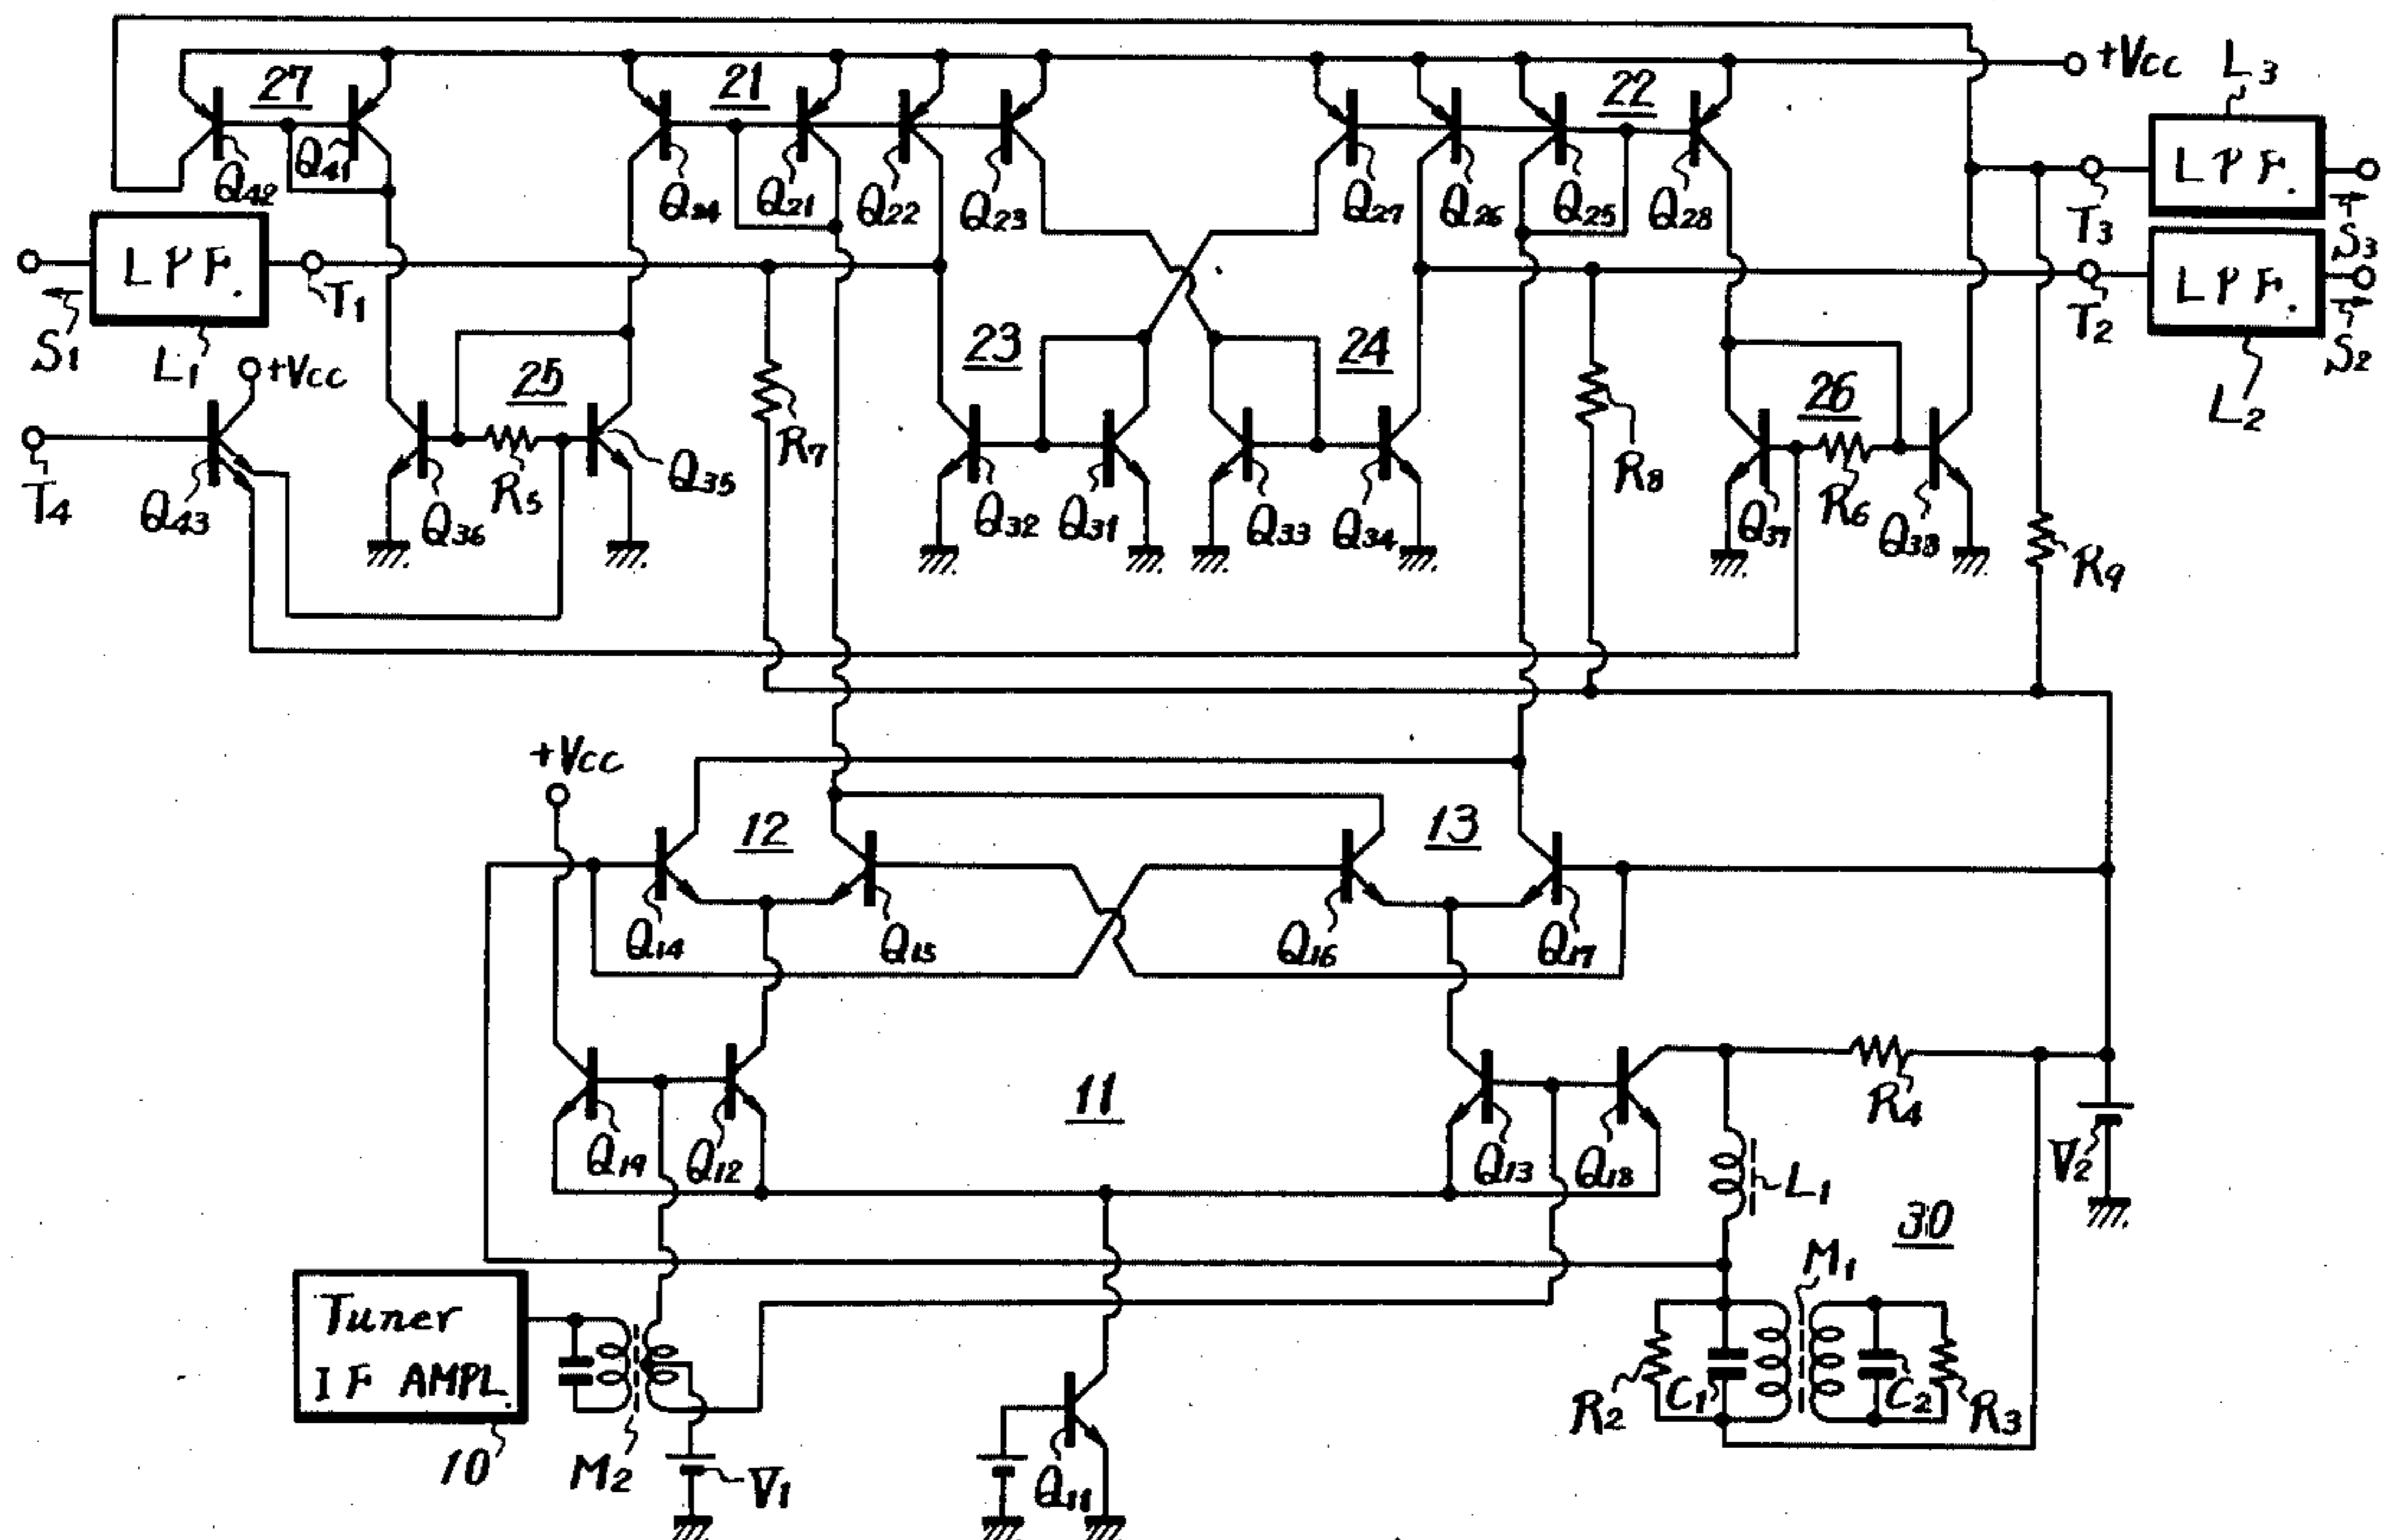 +Vcc
L3
27
21
22
LPF.
Q42
Q41
Q24
Q21
Q22
Q23
Q27
Q26
Q25
Q28
T3
S3
LPF.
T1
LPF.
T2
S2
S1
L1
+Vcc
25
23
24
26
L2
R7
R8
T4
Q43
Q36
R5
Q35
Q32
Q31
Q33
Q34
Q37
R6
Q38
R9
+Vcc
12
13
Q14
Q15
Q16
Q17
11
R4
Q19
Q12
Q13
Q18
V2
L1
30
M1
Tuner
IF AMPL.
R2
C1
C2
R3
10
M2
V1
Q11